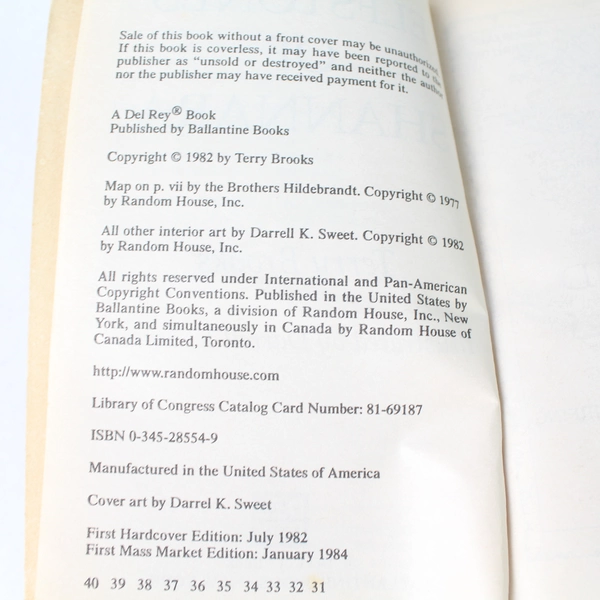 Sale of this book without a front cover may be unauthorized.
If this book is coverless, it may have been reported to the
publisher as “unsold or destroyed” and neither the author
nor the publisher may have received payment for it.
A Del Rey® Book
Published by Ballantine Books
Copyright © 1982 by Terry Brooks
Map on p. vii by the Brothers Hildebrandt. Copyright © 1977
by Random House, Inc.
All other interior art by Darrell K. Sweet. Copyright © 1982
by Random House, Inc.
All rights reserved under International and Pan-American
Copyright Conventions. Published in the United States by
Ballantine Books, a division of Random House, Inc., New
York, and simultaneously in Canada by Random House of
Canada Limited, Toronto.
http://www.randomhouse.com
Library of Congress Catalog Card Number: 81-69187
ISBN 0-345-28554-9
Manufactured in the United States of America
Cover art by Darrel K. Sweet
First Hardcover Edition: July 1982
First Mass Market Edition: January 1984
40 39 38 37 36 35 34 33 32 31